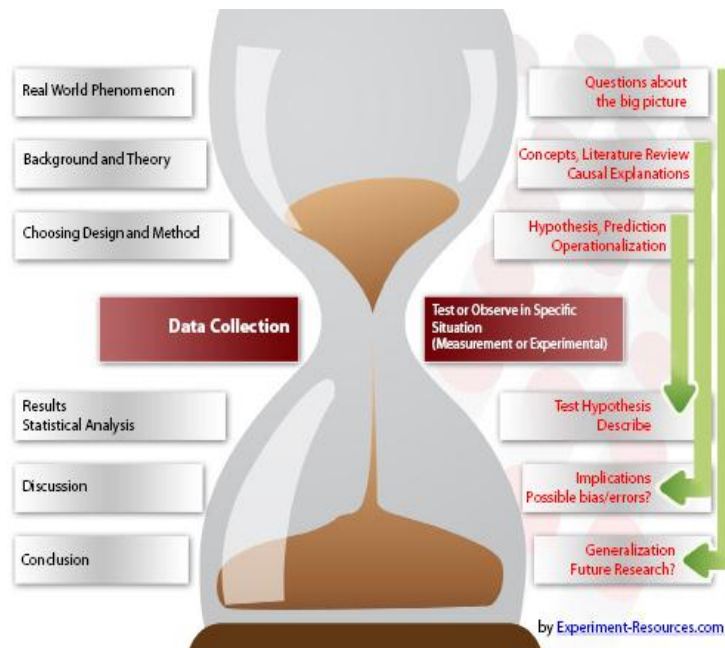 Real World Phenomenon
Questions about
the big picture
Background and Theory
Concepts, Literature Review
Causal Explanations
Choosing Design and Method
Hypothesis, Prediction
Operationalization
Data Collection
Test or Observe in Specific
Situation
(Measurement or Experimental)
Results
Statistical Analysis
Test Hypothesis
Describe
Discussion
Implications
Possible bias/errors?
Conclusion
Generalization
Future Research?
by Experiment-Resources.com